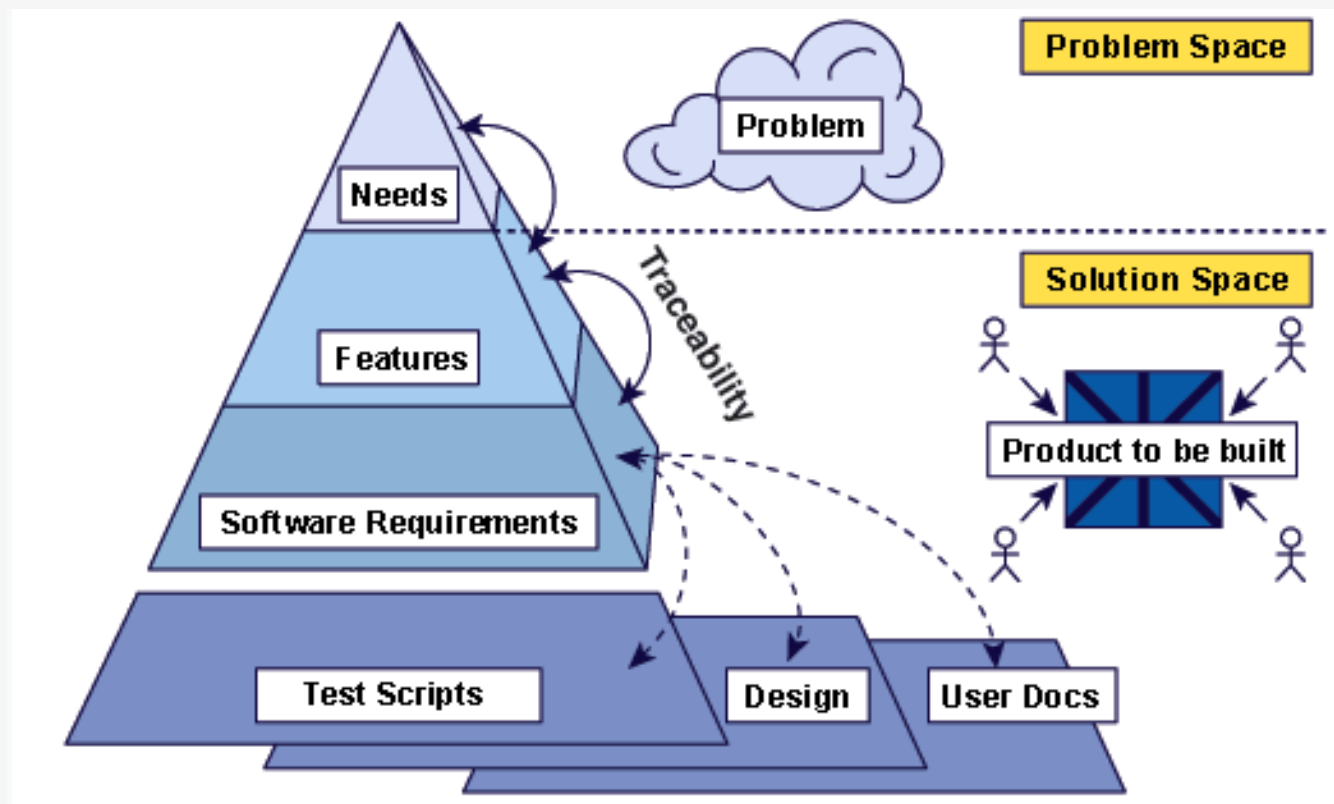 Problem Space
Problem
Needs
Traceability
Solution Space
Features
Product to be built
Software Requirements
Test Scripts
Design
User Docs